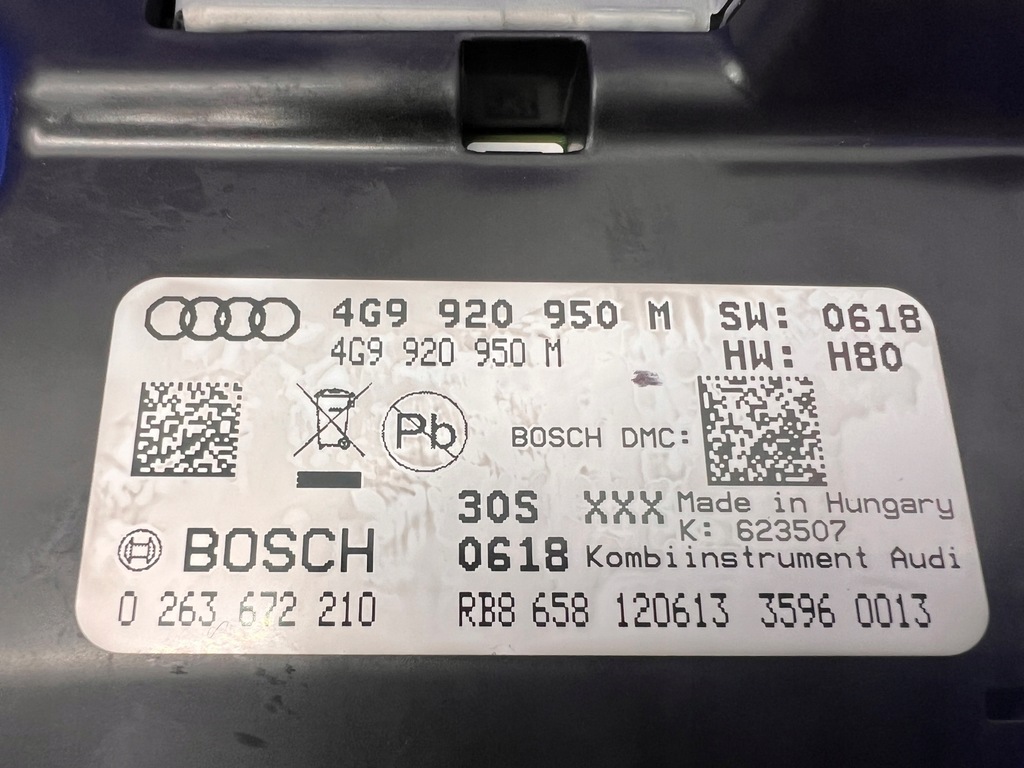 4G9 920 950 M SW: 0618
4G9 920 950 M HW: H80
Pb BOSCH DMC:
30S XXX Made in Hungary
K: 623507
BOSCH 0618 Kombiinstrument Audi
0 263 672 210 RB8 658 120613 3596 0013